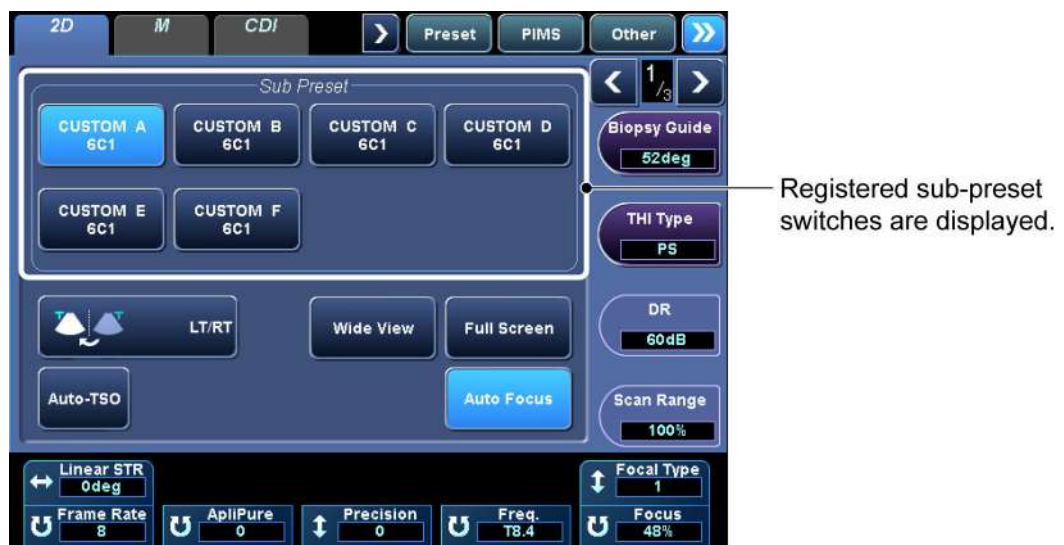 2D
M
CDI
Preset
PIMS
Other
Sub Preset
1/3
CUSTOM A
6C1
CUSTOM B
6C1
CUSTOM C
6C1
CUSTOM D
6C1
Biopsy Guide
52deg
CUSTOM E
6C1
CUSTOM F
6C1
THI Type
PS
Registered sub-preset
switches are displayed.
T
T
LT/RT
Wide View
Full Screen
DR
60dB
Auto-TSO
Auto Focus
Scan Range
100%
Linear STR
0deg
Focal Type
1
Frame Rate
8
ApliPure
0
Precision
0
Freq.
T8.4
Focus
48%